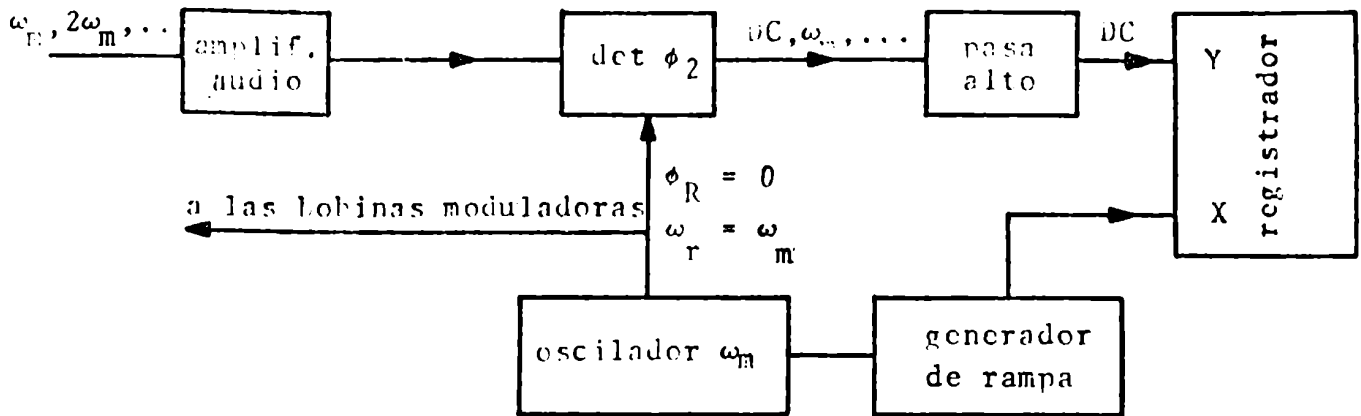 ω_m, 2ω_m, ..
amplif.
audio
det φ_2
DC, ω_m, ...
pasa
alto
DC
Y
X
registrador
φ_R = 0
ω_r = ω_m
a las bobinas moduladoras
oscilador ω_m
generador
de rampa